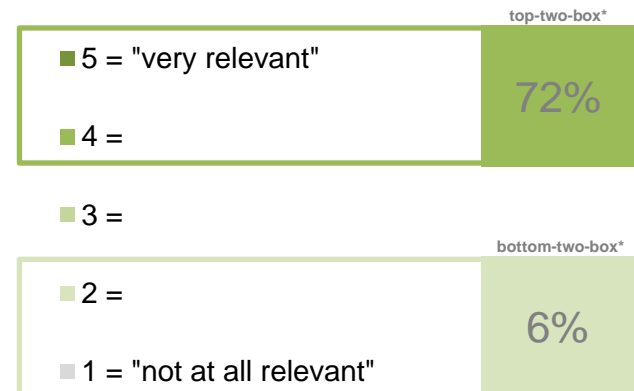 top-two-box*
5 = "very relevant"
72%
4 =
3 =
bottom-two-box*
2 =
6%
1 = "not at all relevant"